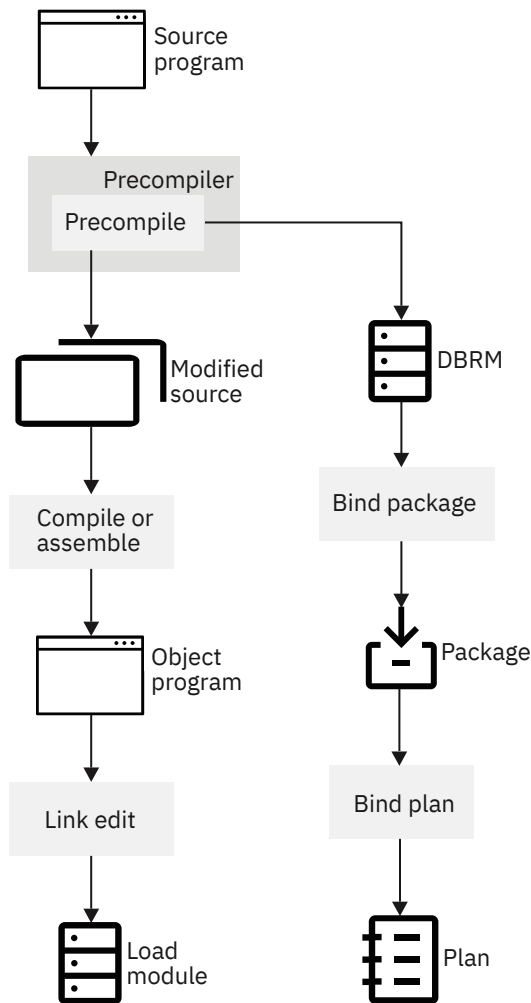 Source
program
Precompiler
Precompile
Modified
source
DBRM
Compile or
assemble
Bind package
Object
program
Package
Link edit
Bind plan
Load
module
Plan